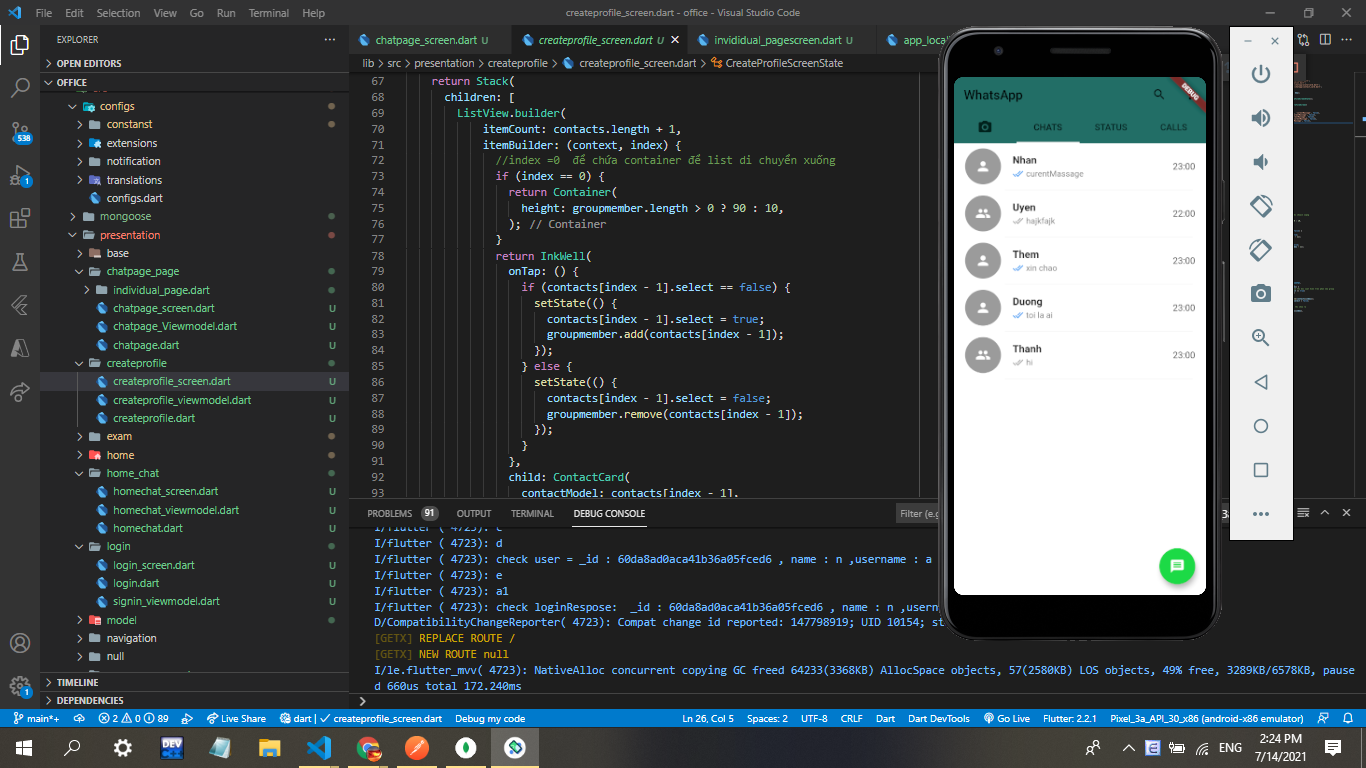 File Edit Selection View Go Run Terminal Help
createprofile_screen.dart - office - Visual Studio Code
EXPLORER
OPEN EDITORS
OFFICE
configs
constanst
extensions
notification
translations
configs.dart
mongoose
presentation
base
chatpage_page
individual_page.dart
chatpage_screen.dart U
chatpage_Viewmodel.dart U
chatpage.dart U
createprofile
createprofile_screen.dart U
createprofile_viewmodel.dart U
createprofile.dart U
exam
home
home_chat
homechat_screen.dart U
homechat_viewmodel.dart U
homechat.dart U
login
login_screen.dart U
login.dart U
signin_viewmodel.dart U
model
navigation
null
TIMELINE
DEPENDENCIES
538
1
1
chatpage_screen.dart U
createprofile_screen.dart U
invididual_pagescreen.dart U
app_local
lib > src > presentation > createprofile > createprofile_screen.dart > CreateProfileScreenState
67 return Stack(
68 children: [
69 ListView.builder(
70 itemCount: contacts.length + 1,
71 itemBuilder: (context, index) {
72 //index =0  để chứa container để list di chuyển xuống
73 if (index == 0) {
74 return Container(
75 height: groupmember.length > 0 ? 90 : 10,
76 ); // Container
77 }
78 return InkWell(
79 onTap: () {
80 if (contacts[index - 1].select == false) {
81 setState(() {
82 contacts[index - 1].select = true;
83 groupmember.add(contacts[index - 1]);
84 });
85 } else {
86 setState(() {
87 contacts[index - 1].select = false;
88 groupmember.remove(contacts[index - 1]);
89 });
90 }
91 },
92 child: ContactCard(
93 contactModel: contacts[index - 1],
PROBLEMS 91 OUTPUT TERMINAL DEBUG CONSOLE
Filter (e.g
I/flutter ( 4723): c
I/flutter ( 4723): d
I/flutter ( 4723): check user = _id : 60da8ad0aca41b36a05fced6 , name : n ,username : a
I/flutter ( 4723): e
I/flutter ( 4723): a1
I/flutter ( 4723): check loginRespose:  _id : 60da8ad0aca41b36a05fced6 , name : n ,usern
D/CompatibilityChangeReporter( 4723): Compat change id reported: 147798919; UID 10154; st
[GETX] REPLACE ROUTE /
[GETX] NEW ROUTE null
I/le.flutter_mvv( 4723): NativeAlloc concurrent copying GC freed 64233(3368KB) AllocSpace objects, 57(2580KB) LOS objects, 49% free, 3289KB/6578KB, pause
d 660us total 172.240ms
WhatsApp
DEBUG
CHATS STATUS CALLS
Nhan
curentMassage
23:00
Uyen
hajkfajk
22:00
Them
xin chao
23:00
Duong
toi la ai
23:00
Thanh
hi
23:00
main*+ 2 0 89 Live Share dart | createprofile_screen.dart Debug my code Ln 26, Col 5 Spaces: 2 UTF-8 CRLF Dart Dart DevTools Go Live Flutter: 2.2.1 Pixel_3a_API_30_x86 (android-x86 emulator)
DEV
ENG
2:24 PM
7/14/2021